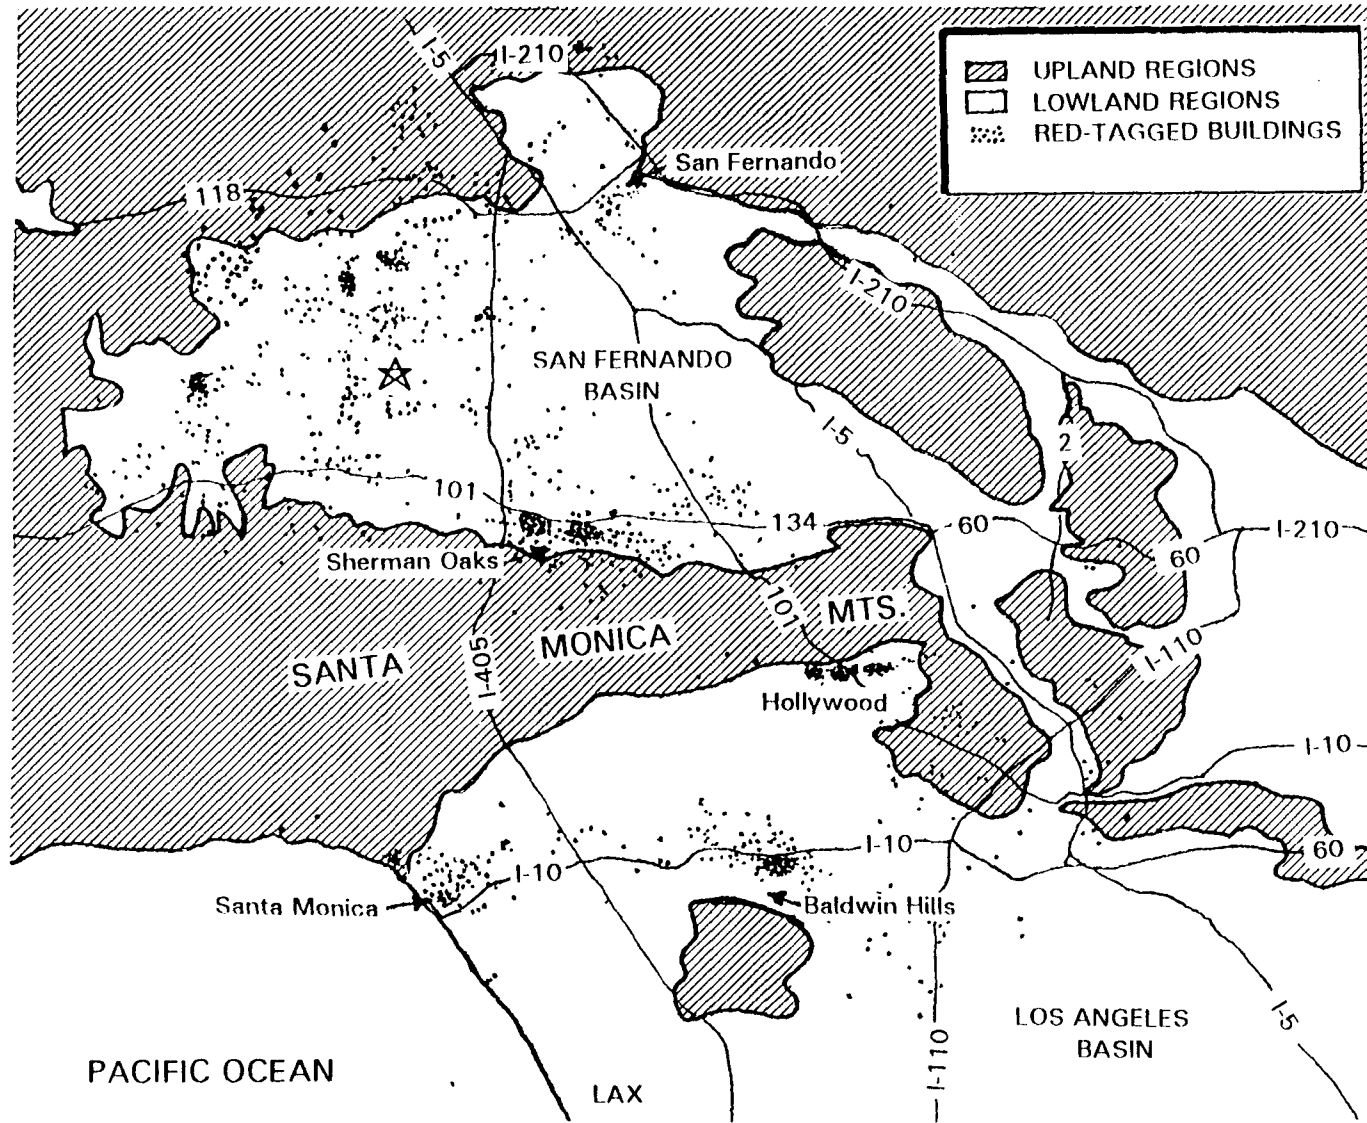 I-5
I-210
UPLAND REGIONS
LOWLAND REGIONS
RED-TAGGED BUILDINGS
San Fernando
118
I-210
SAN FERNANDO
BASIN
I-5
2
101
134
60
I-210
Sherman Oaks
60
101
MTS.
MONICA
SANTA
I-405
I-110
Hollywood
I-10
I-10
60
I-10
Santa Monica
Baldwin Hills
LOS ANGELES
BASIN
I-5
I-110
PACIFIC OCEAN
LAX